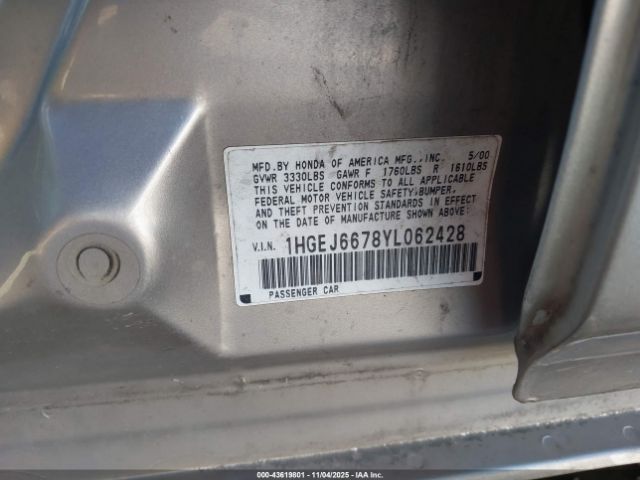 MFD.BY HONDA OF AMERICA MFG.,INC. 5/00
GVWR 3330LBS GAWR F 1760LBS R 1610LBS
THIS VEHICLE CONFORMS TO ALL APPLICABLE
FEDERAL MOTOR VEHICLE SAFETY,BUMPER,
AND THEFT PREVENTION STANDARDS IN EFFECT
ON THE DATE OF MANUFACTURE SHOWN ABOVE.
V.I.N. 1HGEJ6678YL062428
PASSENGER CAR
000-43619801 - 11/04/2025 - IAA Inc.